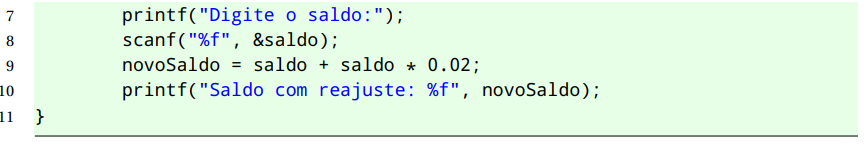 7 printf("Digite o saldo:");
8 scanf("%f", &saldo);
9 novoSaldo = saldo + saldo * 0.02;
10 printf("Saldo com reajuste: %f", novoSaldo);
11 }